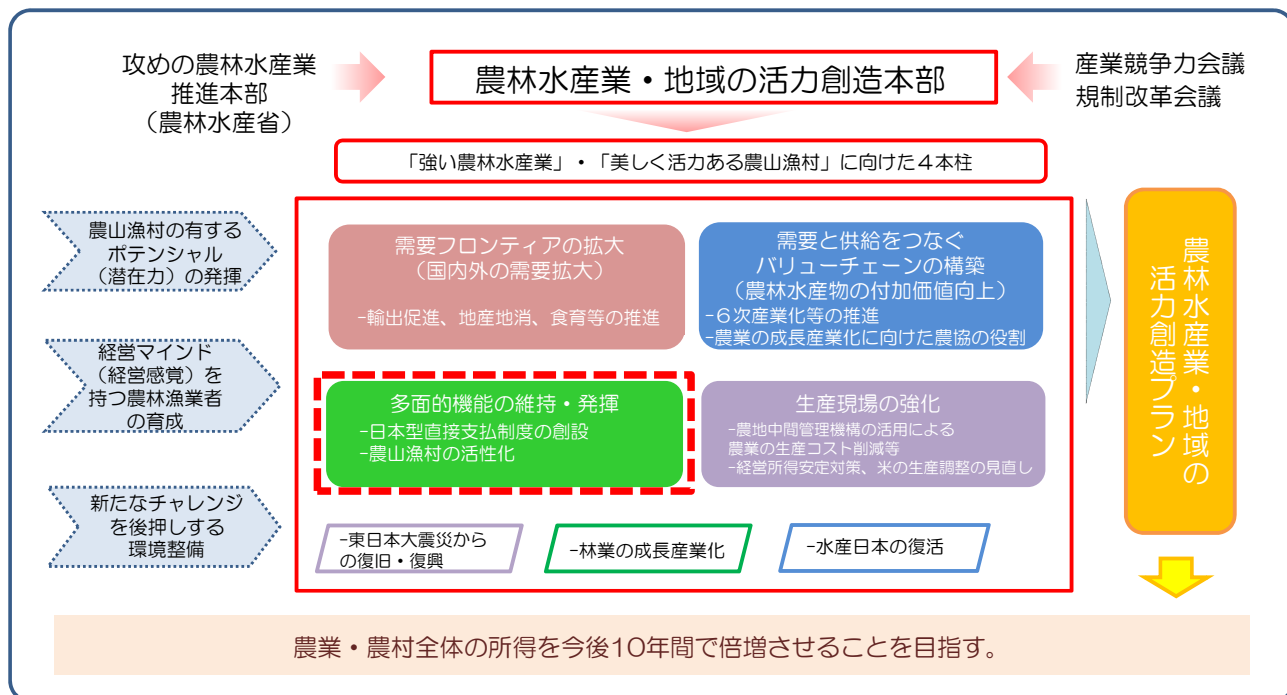 攻めの農林水産業
推進本部
（農林水産省）
農林水産業・地域の活力創造本部
産業競争力会議
規制改革会議
「強い農林水産業」・「美しく活力ある農山漁村」に向けた４本柱
農山漁村の有する
ポテンシャル
（潜在力）の発揮
経営マインド
（経営感覚）を
持つ農林漁業者
の育成
新たなチャレンジ
を後押しする
環境整備
需要フロンティアの拡大
（国内外の需要拡大）
-輸出促進、地産地消、食育等の推進
需要と供給をつなぐ
バリューチェーンの構築
（農林水産物の付加価値向上）
-６次産業化等の推進
-農業の成長産業化に向けた農協の役割
多面的機能の維持・発揮
-日本型直接支払制度の創設
-農山漁村の活性化
生産現場の強化
-農地中間管理機構の活用による
農業の生産コスト削減等
-経営所得安定対策、米の生産調整の見直し
-東日本大震災から
の復旧・復興
-林業の成長産業化
-水産日本の復活
農林水産業・地域の
活力創造プラン
農業・農村全体の所得を今後10年間で倍増させることを目指す。